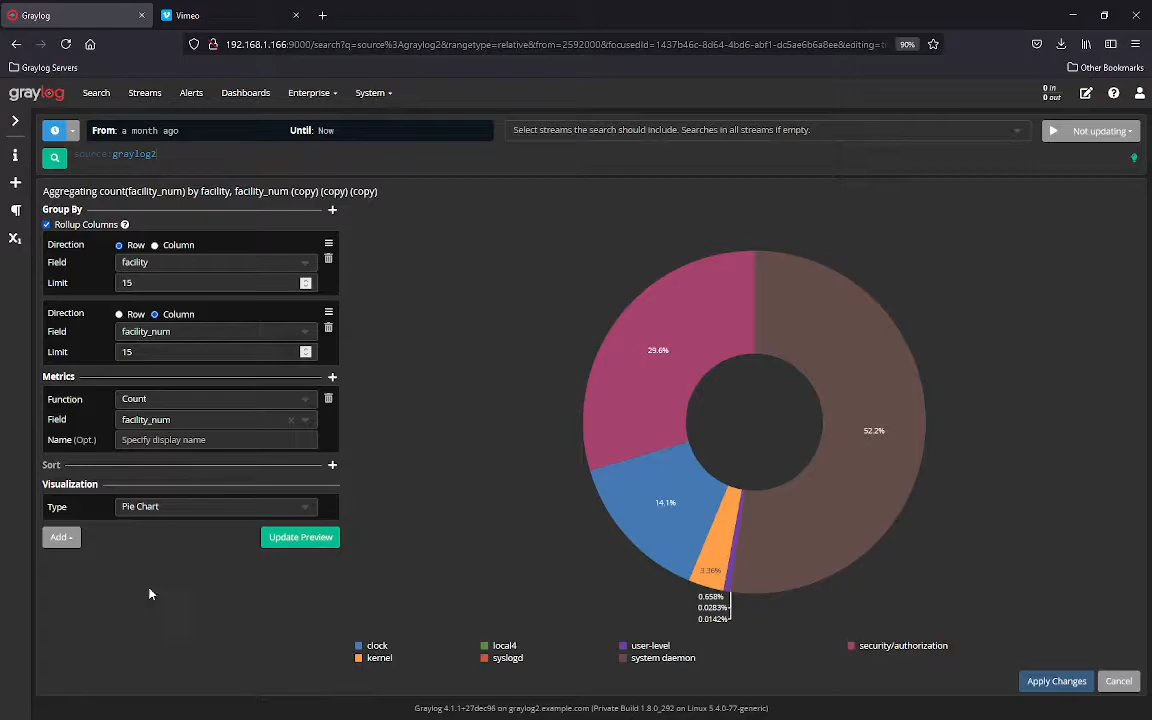 Graylog
Vimeo
192.168.1.166:9000/search?q=source%3Agraylog2&rangetype=relative&from=2592000&focusedId=1437b46c-8d64-4bd6-abf1-dc5ae6b6a8ee&editing=t
90%
Graylog Servers
Other Bookmarks
graylog Search Streams Alerts Dashboards Enterprise System
0 in
0 out
From: a month ago Until: Now Select streams the search should include. Searches in all streams if empty. Not updating
source:graylog2
Aggregating count(facility_num) by facility, facility_num (copy) (copy) (copy)
Group By
Rollup Columns
Direction Row Column
Field facility
Limit 15
Direction Row Column
Field facility_num
Limit 15
Metrics
Function Count
Field facility_num
Name (Opt.) Specify display name
Sort
Visualization
Type Pie Chart
Add Update Preview
29.6%
52.2%
14.1%
3.36%
0.658%
0.0283%
0.0142%
clock local4 user-level security/authorization
kernel syslogd system daemon
Apply Changes Cancel
Graylog 4.1.1+27dec96 on graylog2.example.com (Private Build 1.8.0_292 on Linux 5.4.0-77-generic)